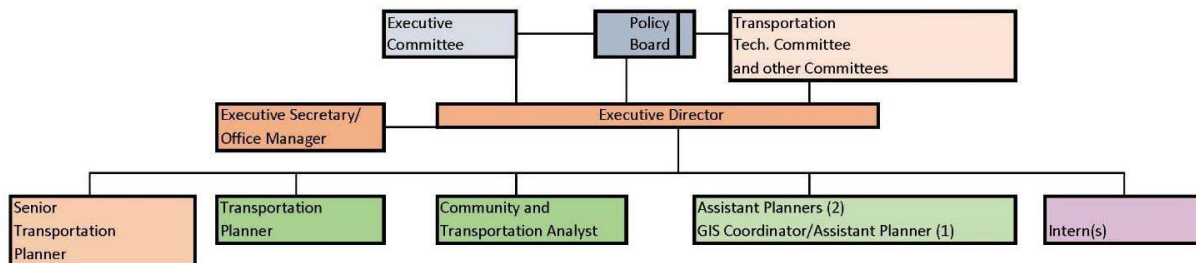 Executive
Committee
Policy
Board
Transportation
Tech. Committee
and other Committees
Executive Secretary/
Office Manager
Executive Director
Senior
Transportation
Planner
Transportation
Planner
Community and
Transportation Analyst
Assistant Planners (2)
GIS Coordinator/Assistant Planner (1)
Intern(s)